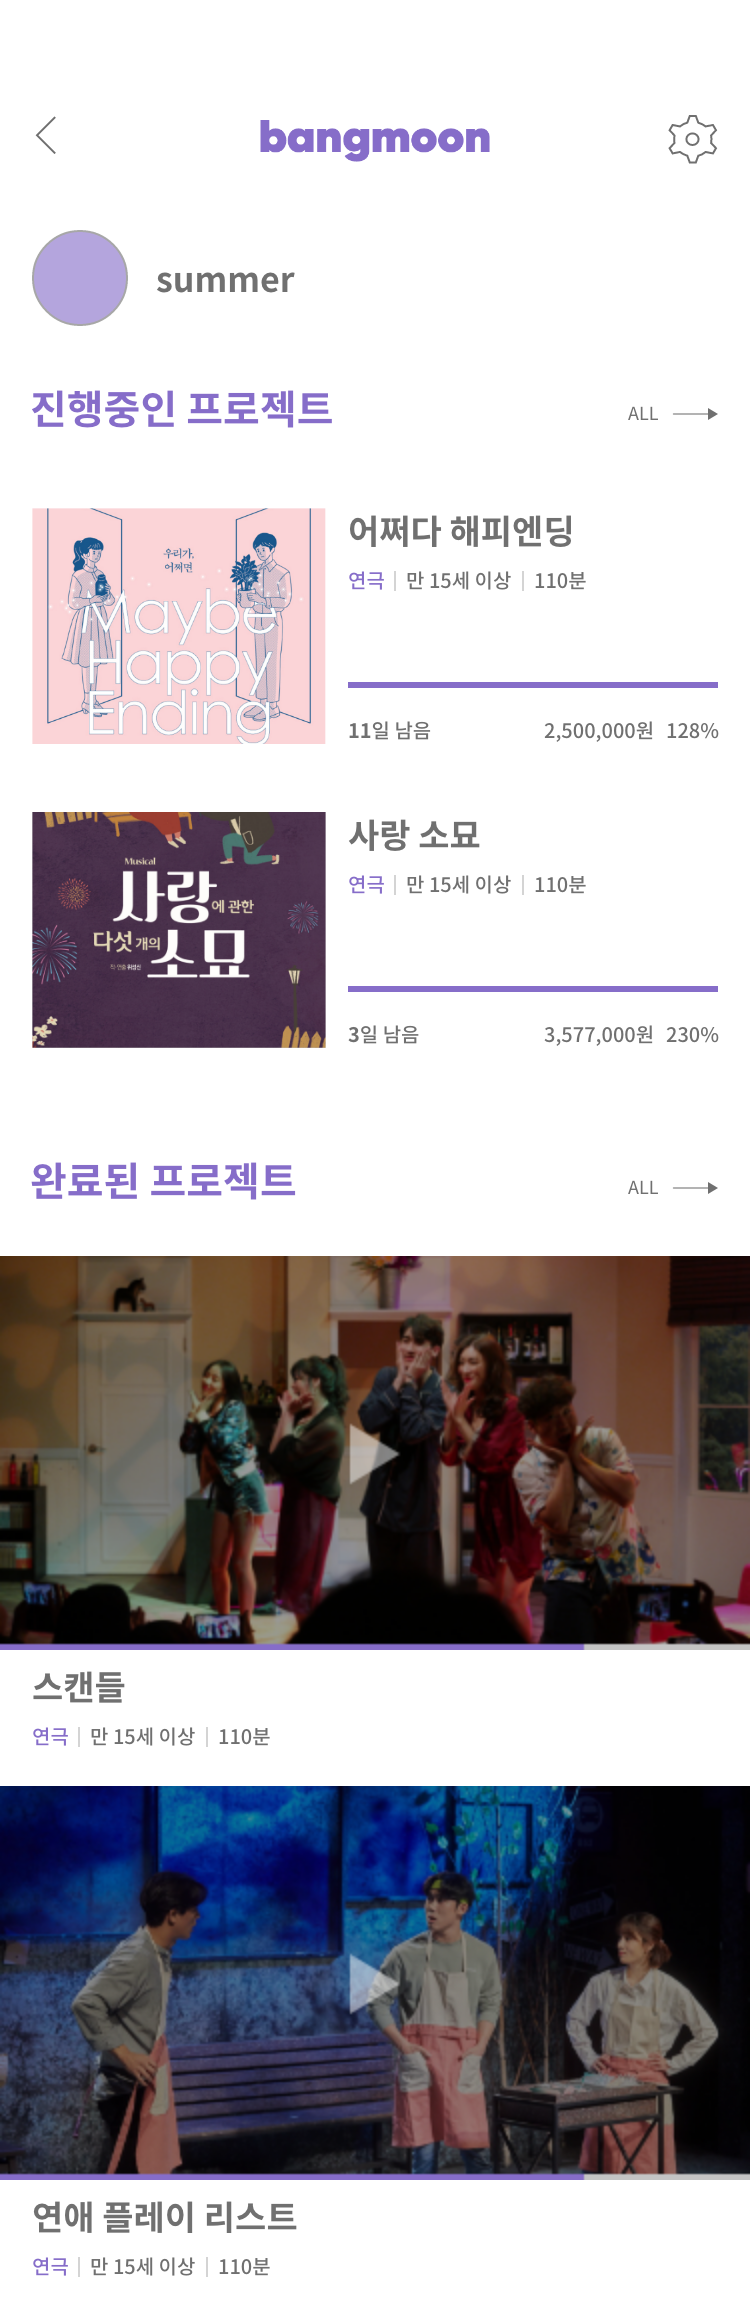 bangmoon
summer
진행중인 프로젝트
ALL
우리가,
어쩌면
Maybe
Happy
Ending
어쩌다 해피엔딩
연극 | 만 15세 이상 | 110분
11일 남음 2,500,000원 128%
Musical
사랑에 관한
다섯 개의 소묘
작·연출 위성신
사랑 소묘
연극 | 만 15세 이상 | 110분
3일 남음 3,577,000원 230%
완료된 프로젝트
ALL
스캔들
연극 | 만 15세 이상 | 110분
연애 플레이 리스트
연극 | 만 15세 이상 | 110분